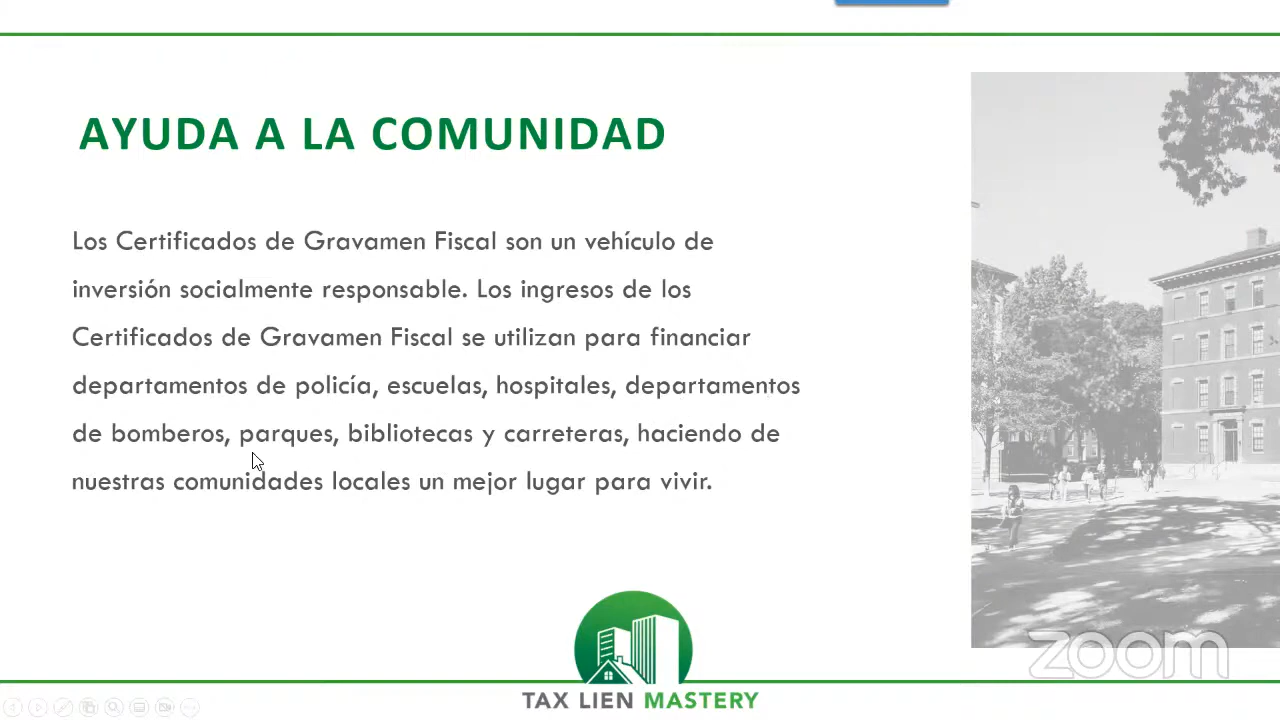 AYUDA A LA COMUNIDAD
Los Certificados de Gravamen Fiscal son un vehículo de
inversión socialmente responsable. Los ingresos de los
Certificados de Gravamen Fiscal se utilizan para financiar
departamentos de policía, escuelas, hospitales, departamentos
de bomberos, parques, bibliotecas y carreteras, haciendo de
nuestras comunidades locales un mejor lugar para vivir.
zoom
TAX LIEN MASTERY